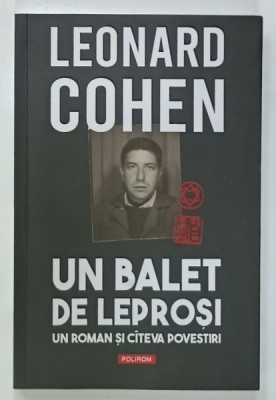 LEONARD
COHEN
UN BALET
DE LEPROȘI
UN ROMAN ȘI CÎTEVA POVESTIRI
POLIROM